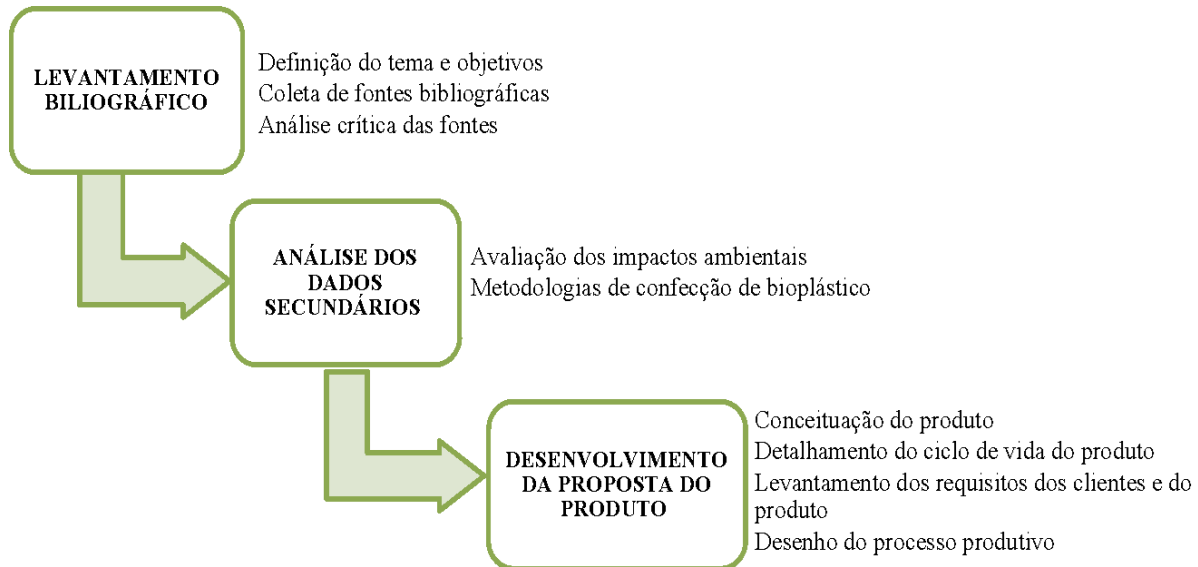 LEVANTAMENTO
BILIOGRÁFICO
Definição do tema e objetivos
Coleta de fontes bibliográficas
Análise crítica das fontes
ANÁLISE DOS
DADOS
SECUNDÁRIOS
Avaliação dos impactos ambientais
Metodologias de confecção de bioplástico
DESENVOLVIMENTO
DA PROPOSTA DO
PRODUTO
Conceituação do produto
Detalhamento do ciclo de vida do produto
Levantamento dos requisitos dos clientes e do
produto
Desenho do processo produtivo